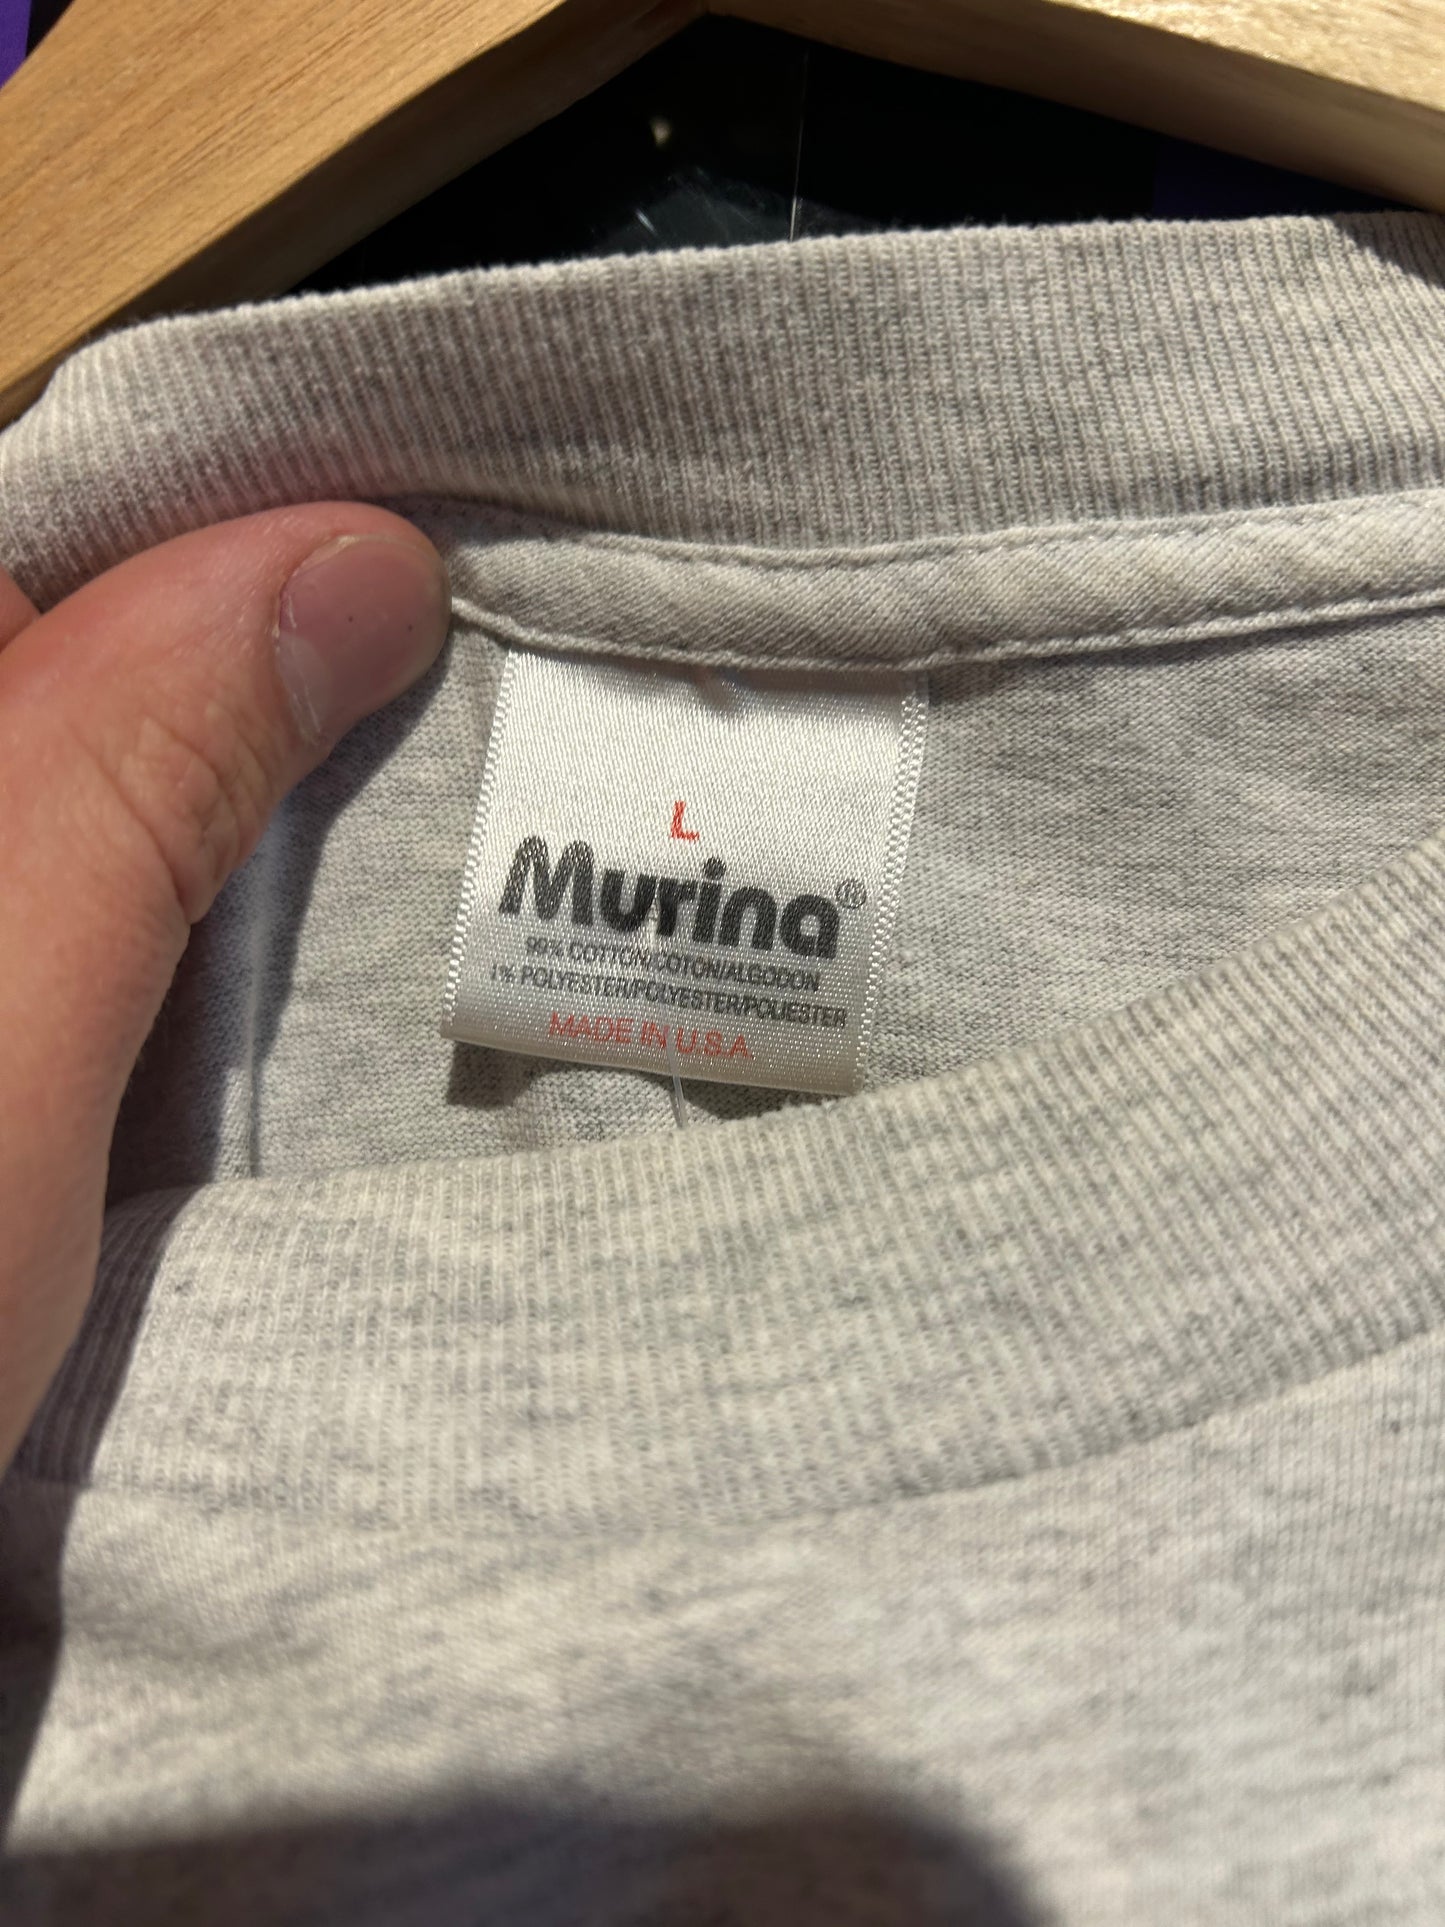 L
Murina®
99% COTTON/COTON/ALGODON
1% POLYESTER/POLYESTER/POLIESTER
MADE IN U.S.A.